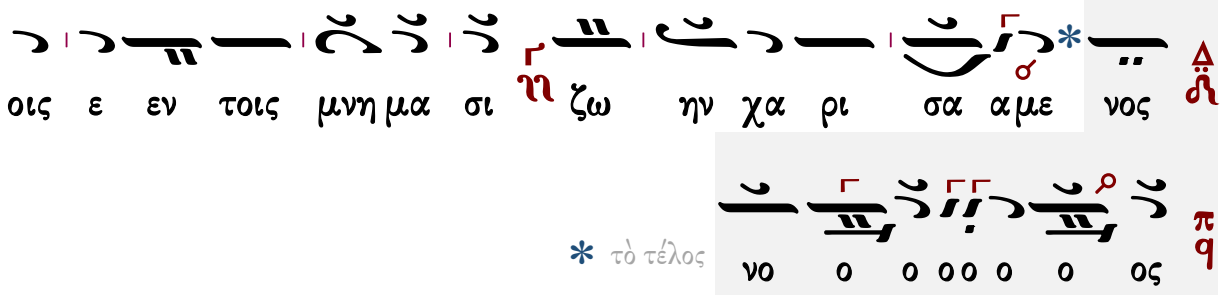 οις ε εν τοις μνη μα σι ζω ην χα ρι σα α με * νος
* τὸ τέλος νο ο ο ο ο ο ο ος